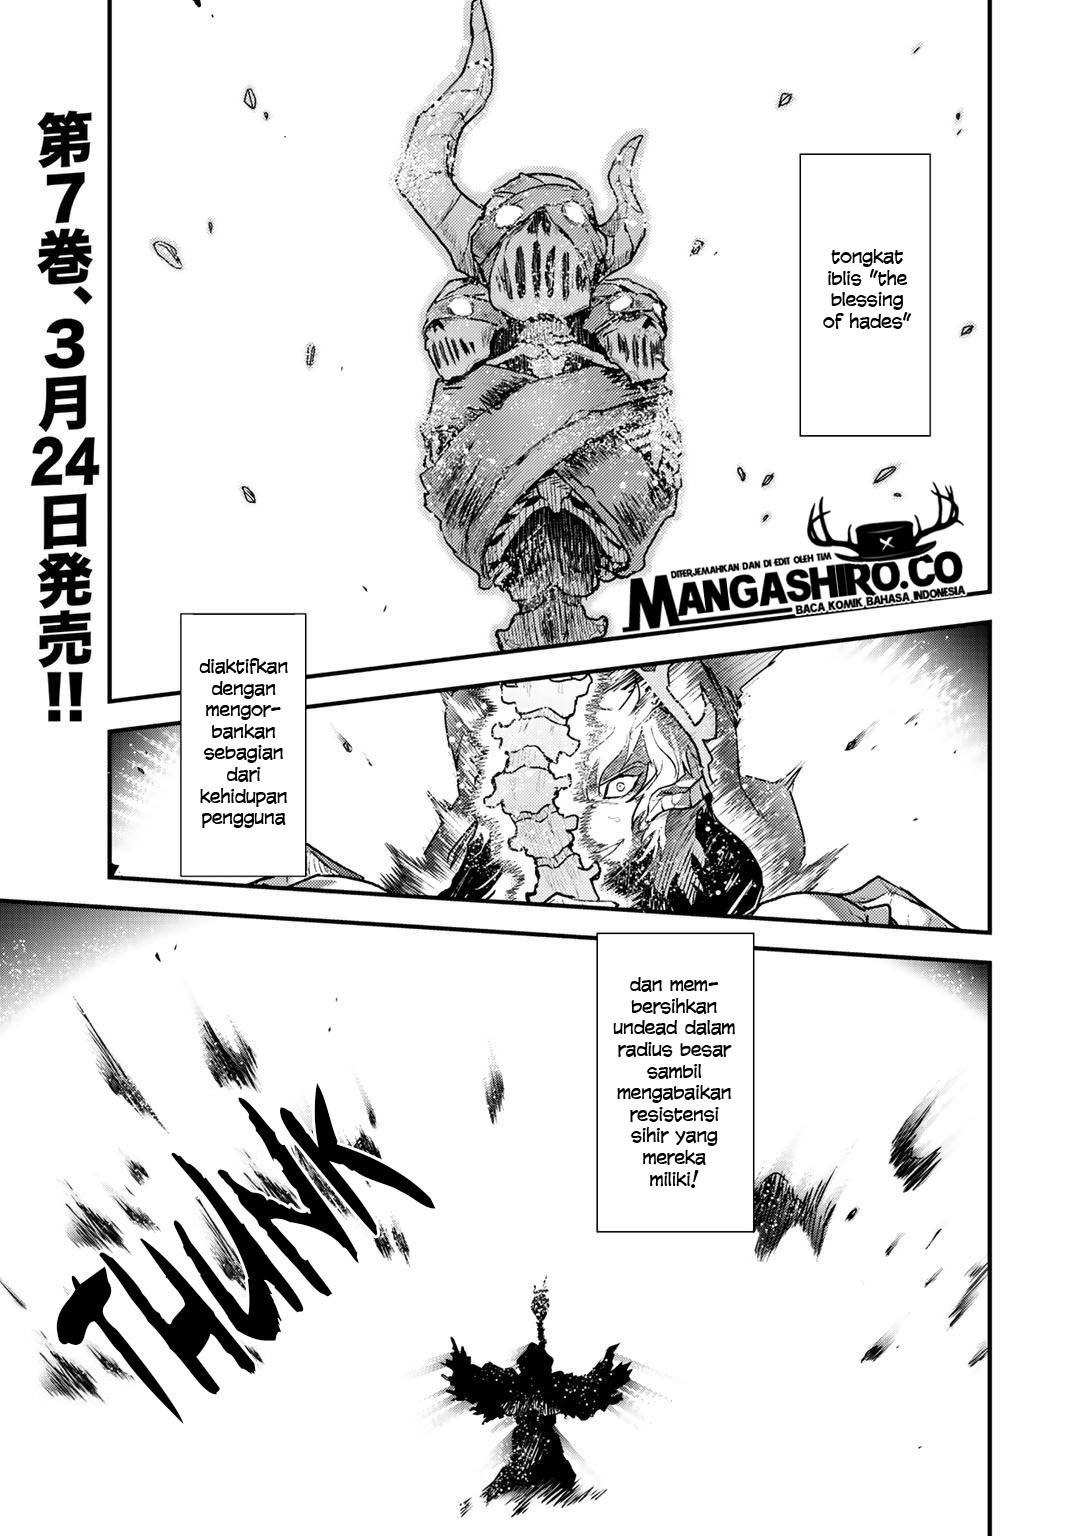 第7巻、3月24日発売!!
tongkat
iblis "the
blessing
of hades"
DITERJEMAHKAN DAN DI EDIT OLEH TIM
MANGASHIRO.CO
BACA KOMIK BAHASA INDONESIA
diaktifkan
dengan
mengor-
bankan
sebagian
dari
kehidupan
pengguna
dan mem-
bersihkan
undead dalam
radius besar
sambil
mengabaikan
resistensi
sihir yang
mereka
miliki!
THUNK